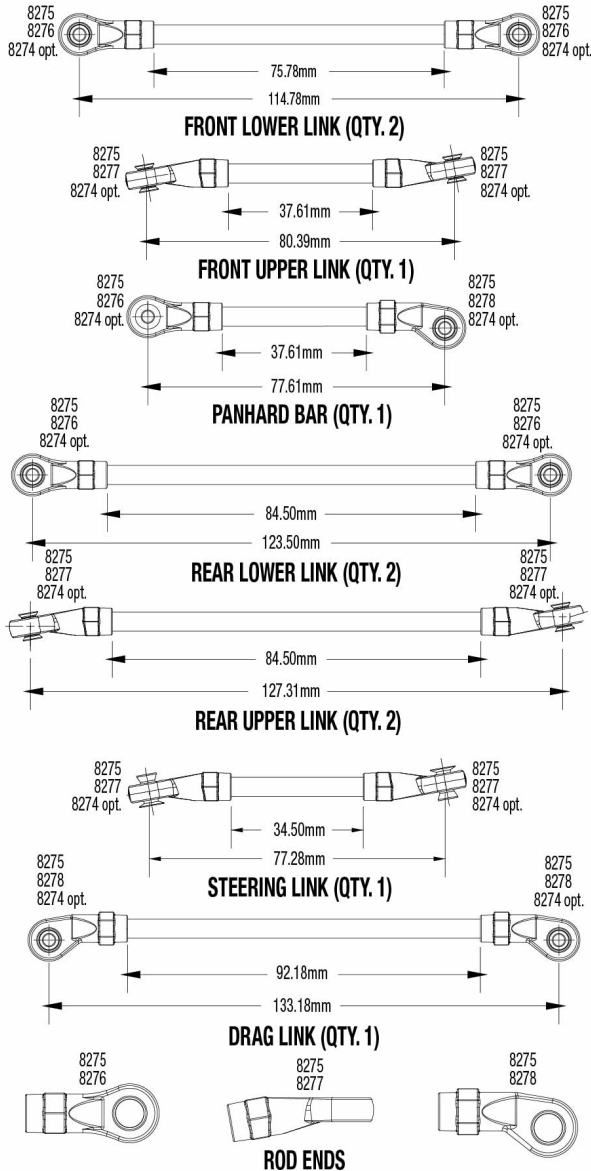 8275
8276
8274 opt.
8275
8276
8274 opt.
75.78mm
114.78mm
FRONT LOWER LINK (QTY. 2)
8275
8277
8274 opt.
8275
8277
8274 opt.
37.61mm
80.39mm
FRONT UPPER LINK (QTY. 1)
8275
8276
8274 opt.
8275
8278
8274 opt.
37.61mm
77.61mm
PANHARD BAR (QTY. 1)
8275
8276
8274 opt.
8275
8276
8274 opt.
84.50mm
123.50mm
REAR LOWER LINK (QTY. 2)
8275
8277
8274 opt.
8275
8277
8274 opt.
84.50mm
127.31mm
REAR UPPER LINK (QTY. 2)
8275
8277
8274 opt.
8275
8277
8274 opt.
34.50mm
77.28mm
STEERING LINK (QTY. 1)
8275
8278
8274 opt.
8275
8278
8274 opt.
92.18mm
133.18mm
DRAG LINK (QTY. 1)
8275
8276
8275
8277
8275
8278
ROD ENDS